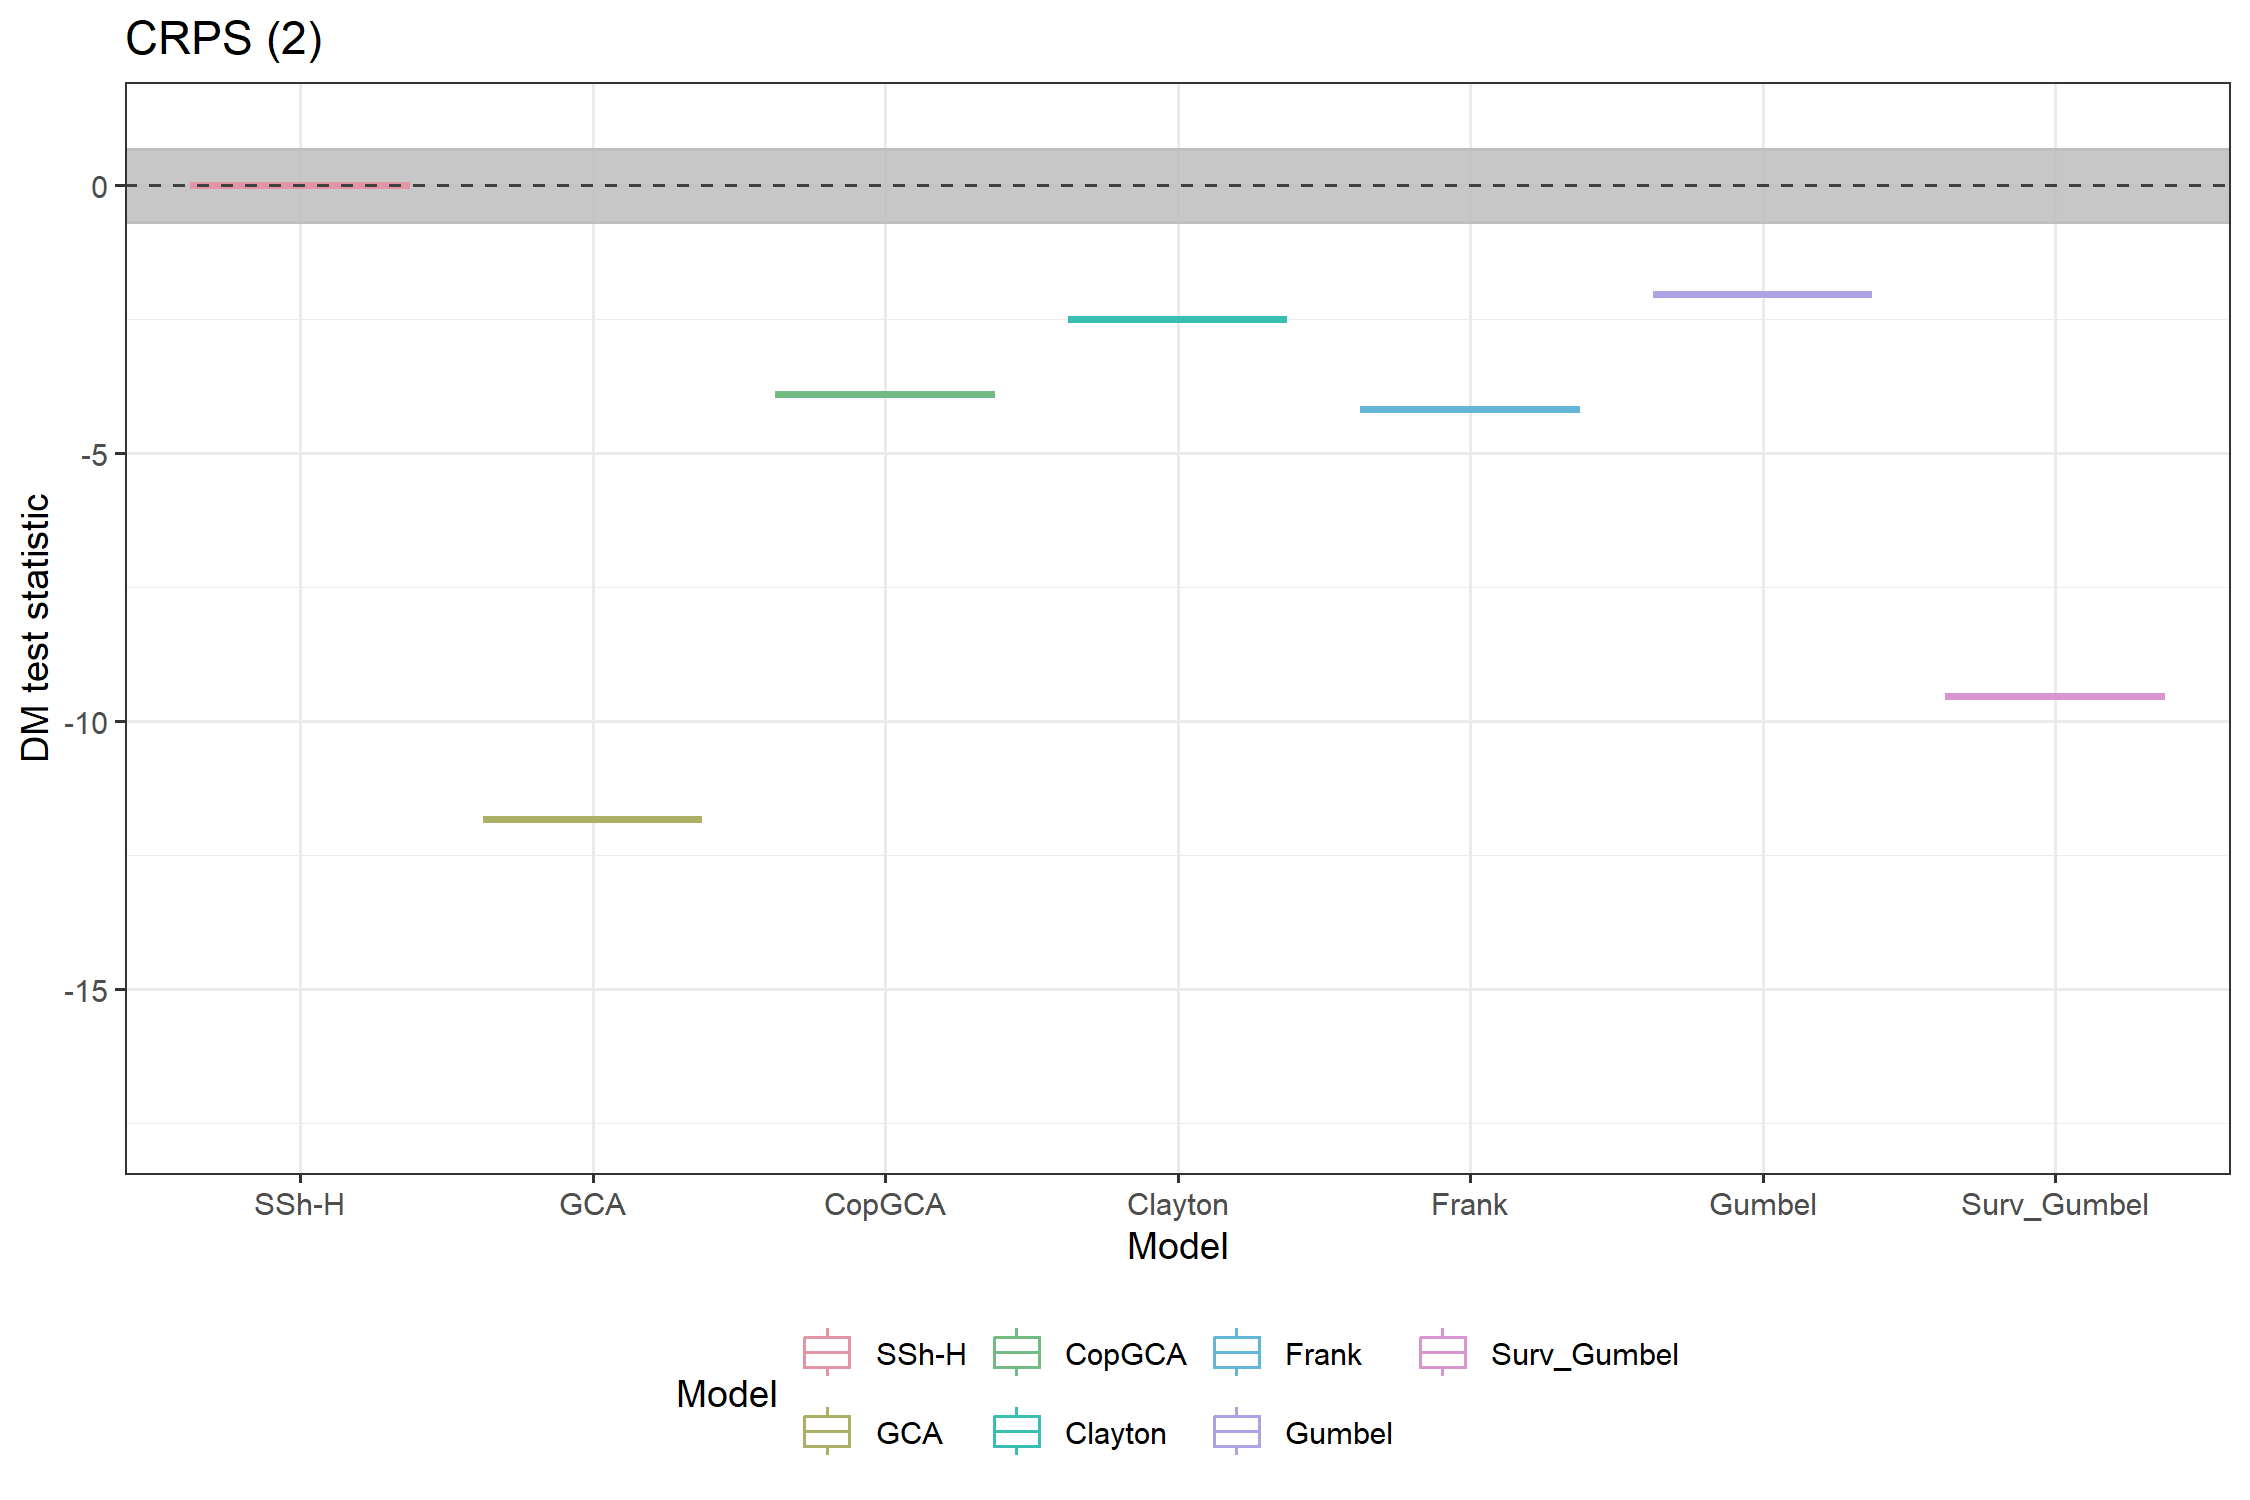 CRPS (2)
DM test statistic
0
-5
-10
-15
SSh-H GCA CopGCA Clayton Frank Gumbel Surv_Gumbel
Model
Model
SSh-H CopGCA Frank Surv_Gumbel
GCA Clayton Gumbel